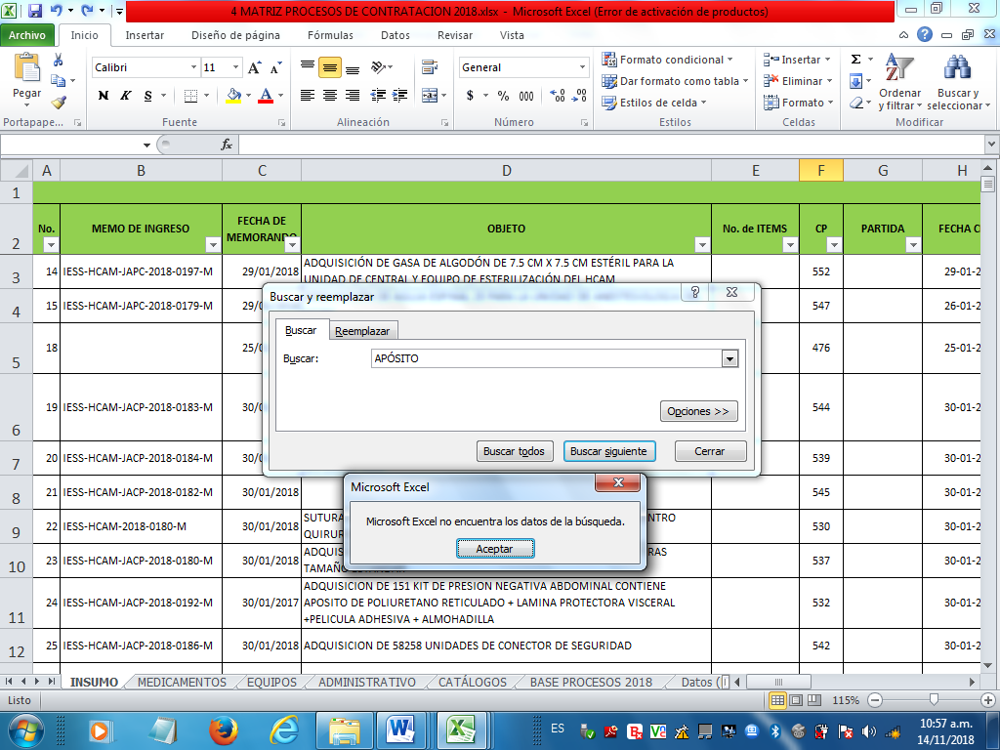 4 MATRIZ PROCESOS DE CONTRATACION 2018.xlsx - Microsoft Excel (Error de activación de productos)
Archivo Inicio Insertar Diseño de página Fórmulas Datos Revisar Vista
Pegar
Calibri 11
N K S
General
$ % 000
Formato condicional
Dar formato como tabla
Estilos de celda
Insertar
Eliminar
Formato
Σ
Ordenar y filtrar
Buscar y seleccionar
Portapape... Fuente Alineación Número Estilos Celdas Modificar
fx
A B C D E F G H
1
2 No. MEMO DE INGRESO FECHA DE MEMORANDO OBJETO No. de ITEMS CP PARTIDA FECHA C
3 14 IESS-HCAM-JAPC-2018-0197-M 29/01/2018 ADQUISICIÓN DE GASA DE ALGODÓN DE 7.5 CM X 7.5 CM ESTÉRIL PARA LA UNIDAD DE CENTRAL Y EQUIPO DE ESTERILIZACIÓN DEL HCAM 552 29-01-2
4 15 IESS-HCAM-JAPC-2018-0179-M 29/0 547 26-01-2
5 18 25/0 476 25-01-2
6 19 IESS-HCAM-JACP-2018-0183-M 30/0 544 30-01-2
7 20 IESS-HCAM-JACP-2018-0184-M 30/0 539 30-01-2
8 21 IESS-HCAM-JACP-2018-0182-M 30/01/2018 545 30-01-2
9 22 IESS-HCAM-2018-0180-M 30/01/2018 SUTURA NTRO QUIRUR 530 30-01-2
10 23 IESS-HCAM-JACP-2018-0180-M 30/01/2018 ADQUIS RAS TAMAÑO 537 30-01-2
11 24 IESS-HCAM-JACP-2018-0192-M 30/01/2017 ADQUISICION DE 151 KIT DE PRESION NEGATIVA ABDOMINAL CONTIENE APOSITO DE POLIURETANO RETICULADO + LAMINA PROTECTORA VISCERAL +PELICULA ADHESIVA + ALMOHADILLA 532 30-01-2
12 25 IESS-HCAM-JACP-2018-0186-M 30/01/2018 ADQUISICION DE 58258 UNIDADES DE CONECTOR DE SEGURIDAD 542 30-01-2
Buscar y reemplazar
Buscar Reemplazar
Buscar: APÓSITO
Opciones >>
Buscar todos Buscar siguiente Cerrar
Microsoft Excel
Microsoft Excel no encuentra los datos de la búsqueda.
Aceptar
INSUMO MEDICAMENTOS EQUIPOS ADMINISTRATIVO CATÁLOGOS BASE PROCESOS 2018 Datos (I
Listo 115%
ES 10:57 a.m.
14/11/2018